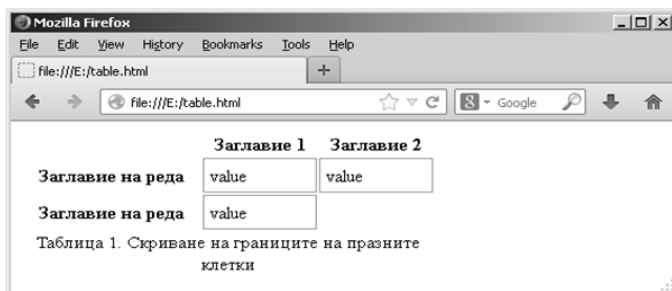 Mozilla Firefox
File Edit View History Bookmarks Tools Help
file:///E:/table.html
file:///E:/table.html Google
Заглавие 1 Заглавие 2
Заглавие на реда value value
Заглавие на реда value
Таблица 1. Скриване на границите на празните
клетки